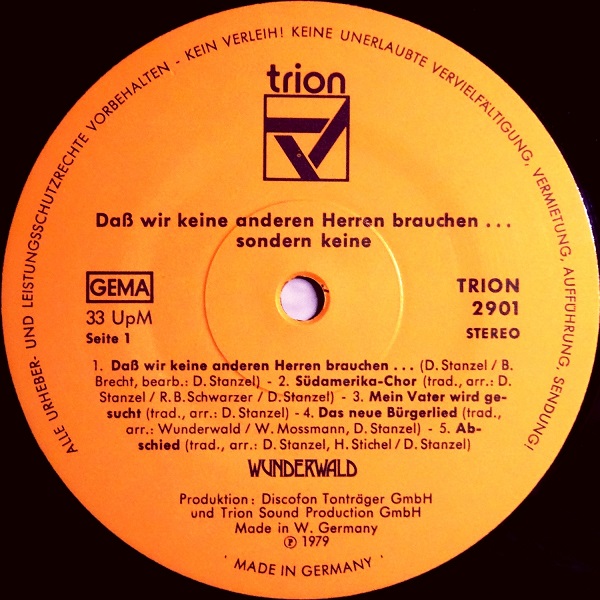 ALLE URHEBER- UND LEISTUNGSSCHUTZRECHTE VORBEHALTEN - KEIN VERLEIH! KEINE UNERLAUBTE VERVIELFÄLTIGUNG, VERMIETUNG, AUFFÜHRUNG, SENDUNG!
trion
Daß wir keine anderen Herren brauchen . . .
sondern keine
GEMA
33 UpM
Seite 1
TRION
2901
STEREO
1. Daß wir keine anderen Herren brauchen . . . (D. Stanzel / B.
Brecht, bearb.: D. Stanzel) - 2. Südamerika-Chor (trad., arr.: D.
Stanzel / R. B. Schwarzer / D. Stanzel) - 3. Mein Vater wird ge-
sucht (trad., arr.: D. Stanzel) - 4. Das neue Bürgerlied (trad.,
arr.: Wunderwald / W. Mossmann, D. Stanzel) - 5. Ab-
schied (trad., arr.: D. Stanzel, H. Stichel / D. Stanzel)
WUNDERWALD
Produktion: Discofon Tonträger GmbH
und Trion Sound Production GmbH
Made in W. Germany
℗ 1979
· MADE IN GERMANY ·